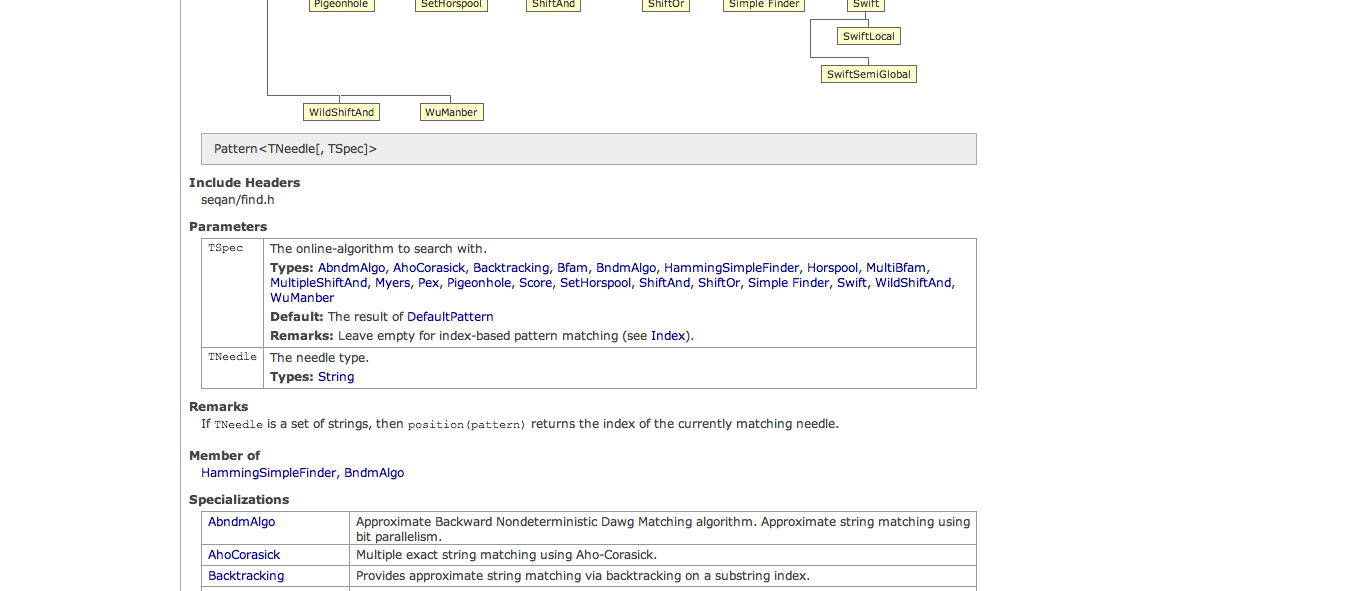 Pigeonhole SetHorspool ShiftAnd ShiftOr Simple Finder Swift
SwiftLocal
SwiftSemiGlobal
WildShiftAnd WuManber
Pattern<TNeedle[, TSpec]>
Include Headers
seqan/find.h
Parameters
TSpec The online-algorithm to search with.
Types: AbndmAlgo, AhoCorasick, Backtracking, Bfam, BndmAlgo, HammingSimpleFinder, Horspool, MultiBfam,
MultipleShiftAnd, Myers, Pex, Pigeonhole, Score, SetHorspool, ShiftAnd, ShiftOr, Simple Finder, Swift, WildShiftAnd,
WuManber
Default: The result of DefaultPattern
Remarks: Leave empty for index-based pattern matching (see Index).
TNeedle The needle type.
Types: String
Remarks
If TNeedle is a set of strings, then position(pattern) returns the index of the currently matching needle.
Member of
HammingSimpleFinder, BndmAlgo
Specializations
AbndmAlgo Approximate Backward Nondeterministic Dawg Matching algorithm. Approximate string matching using
bit parallelism.
AhoCorasick Multiple exact string matching using Aho-Corasick.
Backtracking Provides approximate string matching via backtracking on a substring index.